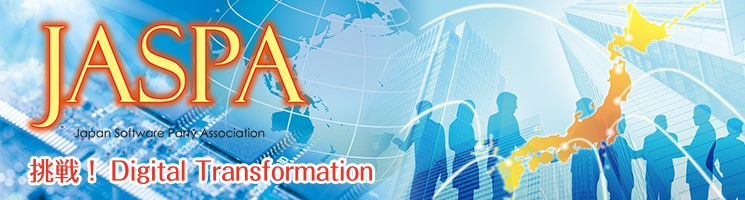 JASPA
Japan Software Party Association
挑戦！ Digital Transformation